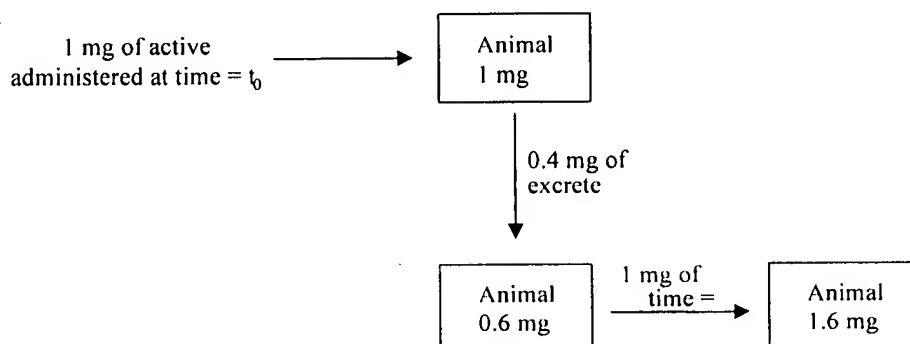 1 mg of active
administered at time = t₀
Animal
1 mg
0.4 mg of
excrete
Animal
0.6 mg
1 mg of
time =
Animal
1.6 mg